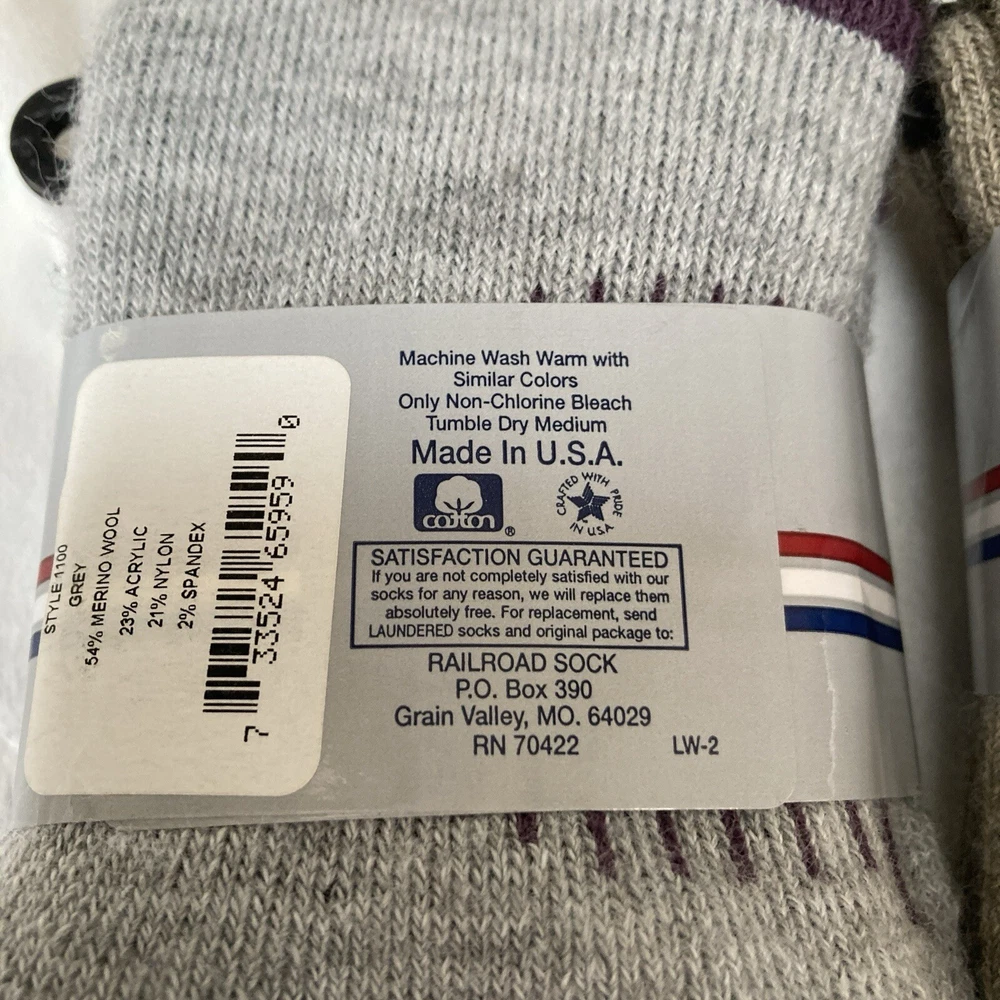 STYLE 1100
GREY
54% MERINO WOOL
23% ACRYLIC
21% NYLON
2% SPANDEX
7 33524 65959 0
Machine Wash Warm with
Similar Colors
Only Non-Chlorine Bleach
Tumble Dry Medium
Made In U.S.A.
cotton ®
CRAFTED WITH PRIDE
IN U.S.A.
SATISFACTION GUARANTEED
If you are not completely satisfied with our
socks for any reason, we will replace them
absolutely free. For replacement, send
LAUNDERED socks and original package to:
RAILROAD SOCK
P.O. Box 390
Grain Valley, MO. 64029
RN 70422
LW-2